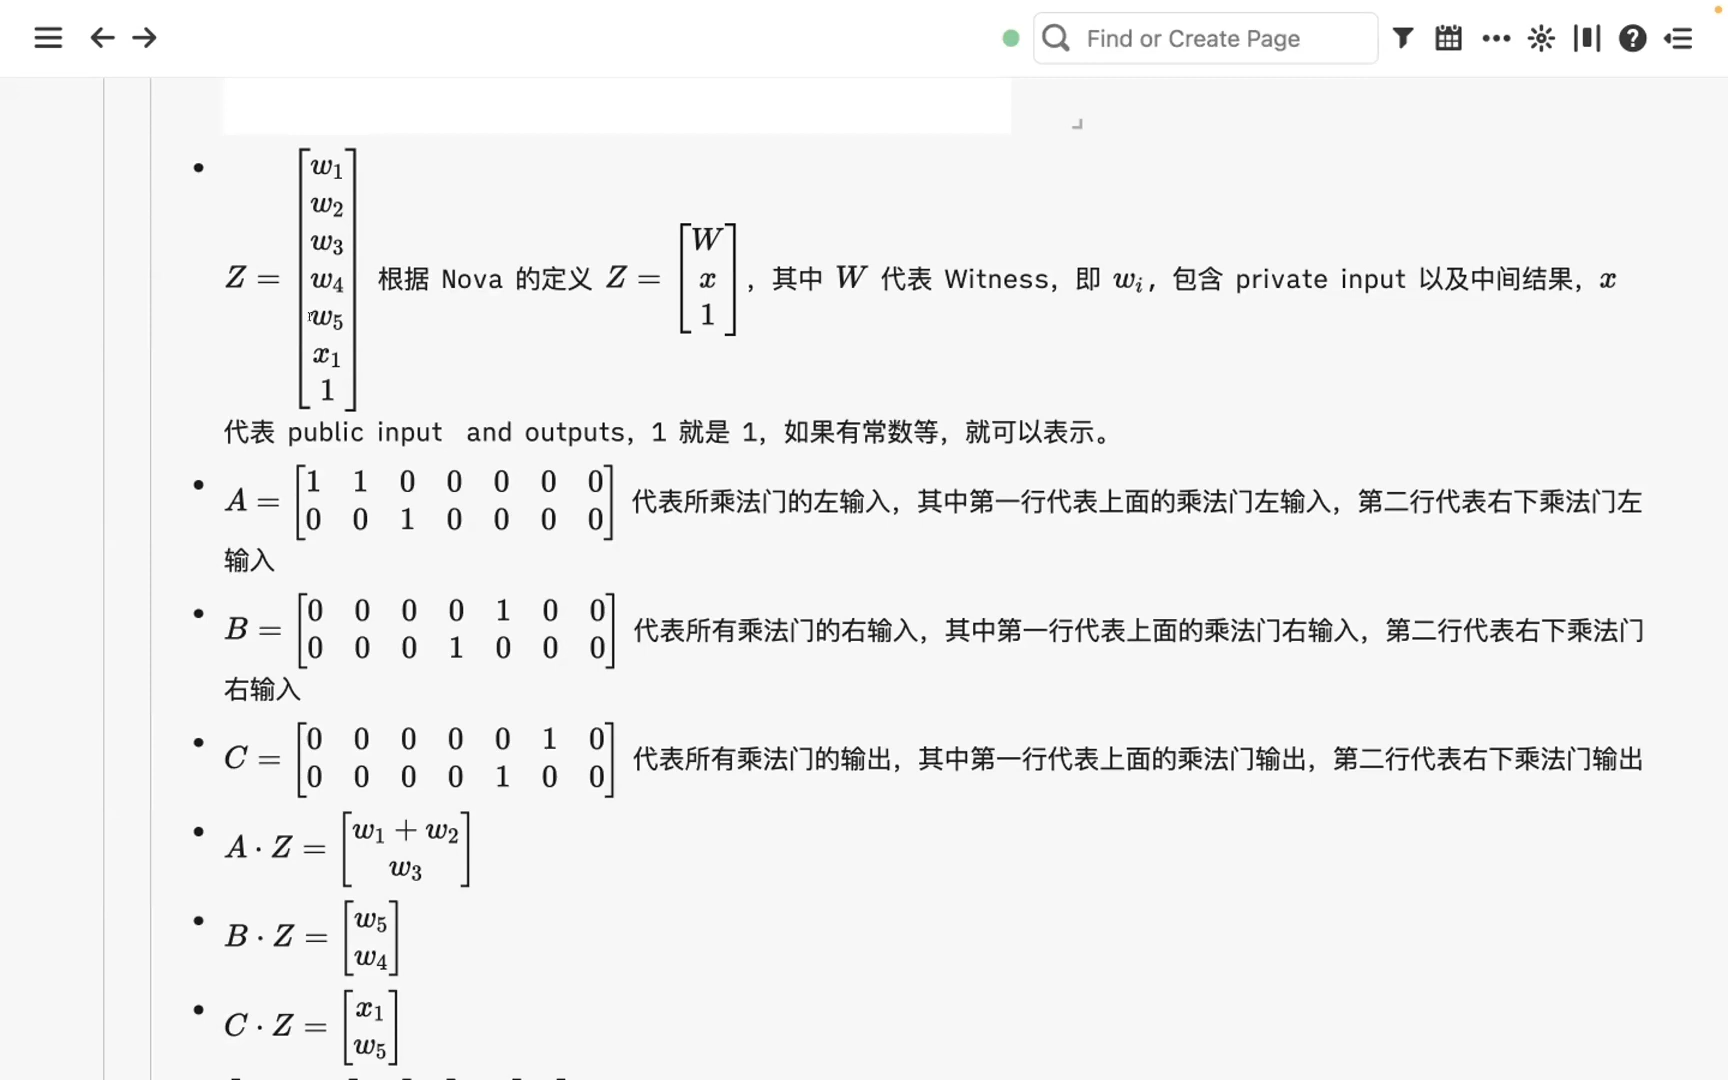 Find or Create Page
Z = [w1 w2 w3 w4 w5 x1 1] 根据 Nova 的定义 Z = [W x 1]，其中 W 代表 Witness，即 wi，包含 private input 以及中间结果，x
代表 public input and outputs，1 就是 1，如果有常数等，就可以表示。
A = [1 1 0 0 0 0 0
0 0 1 0 0 0 0] 代表所乘法门的左输入，其中第一行代表上面的乘法门左输入，第二行代表右下乘法门左
输入
B = [0 0 0 0 1 0 0
0 0 0 1 0 0 0] 代表所有乘法门的右输入，其中第一行代表上面的乘法门右输入，第二行代表右下乘法门
右输入
C = [0 0 0 0 0 1 0
0 0 0 0 1 0 0] 代表所有乘法门的输出，其中第一行代表上面的乘法门输出，第二行代表右下乘法门输出
A · Z = [w1 + w2
w3]
B · Z = [w5
w4]
C · Z = [x1
w5]